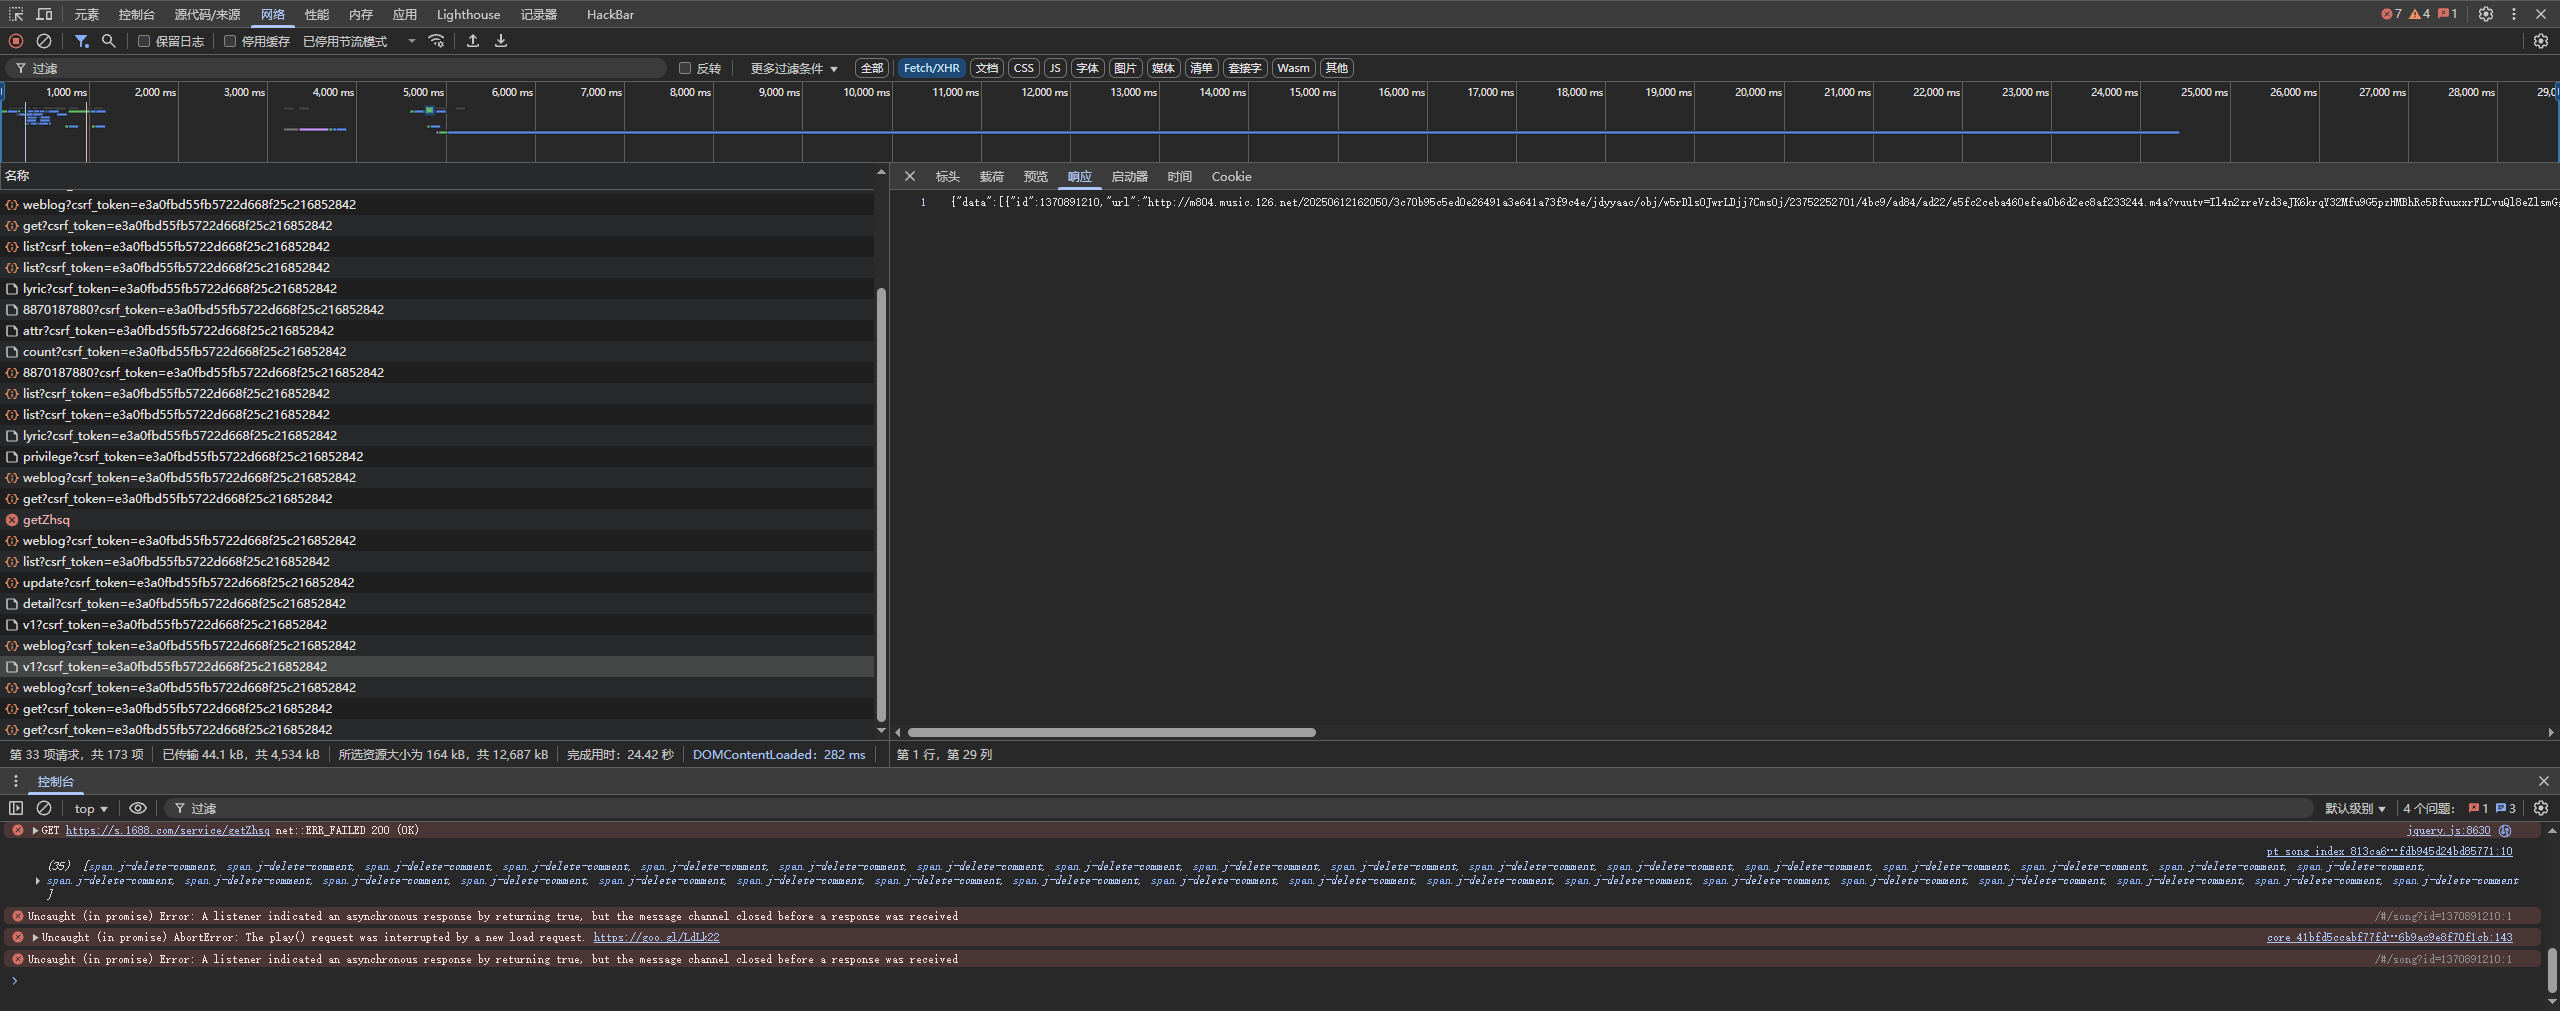 元素 控制台 源代码/来源 网络 性能 内存 应用 Lighthouse 记录器 HackBar 7 4 1
保留日志 停用缓存 已停用节流模式
过滤 反转 更多过滤条件 全部 Fetch/XHR 文档 CSS JS 字体 图片 媒体 清单 套接字 Wasm 其他
1,000 ms 2,000 ms 3,000 ms 4,000 ms 5,000 ms 6,000 ms 7,000 ms 8,000 ms 9,000 ms 10,000 ms 11,000 ms 12,000 ms 13,000 ms 14,000 ms 15,000 ms 16,000 ms 17,000 ms 18,000 ms 19,000 ms 20,000 ms 21,000 ms 22,000 ms 23,000 ms 24,000 ms 25,000 ms 26,000 ms 27,000 ms 28,000 ms 29,0
名称
weblog?csrf_token=e3a0fbd55fb5722d668f25c216852842
get?csrf_token=e3a0fbd55fb5722d668f25c216852842
list?csrf_token=e3a0fbd55fb5722d668f25c216852842
list?csrf_token=e3a0fbd55fb5722d668f25c216852842
lyric?csrf_token=e3a0fbd55fb5722d668f25c216852842
8870187880?csrf_token=e3a0fbd55fb5722d668f25c216852842
attr?csrf_token=e3a0fbd55fb5722d668f25c216852842
count?csrf_token=e3a0fbd55fb5722d668f25c216852842
8870187880?csrf_token=e3a0fbd55fb5722d668f25c216852842
list?csrf_token=e3a0fbd55fb5722d668f25c216852842
list?csrf_token=e3a0fbd55fb5722d668f25c216852842
lyric?csrf_token=e3a0fbd55fb5722d668f25c216852842
privilege?csrf_token=e3a0fbd55fb5722d668f25c216852842
weblog?csrf_token=e3a0fbd55fb5722d668f25c216852842
get?csrf_token=e3a0fbd55fb5722d668f25c216852842
getZhsq
weblog?csrf_token=e3a0fbd55fb5722d668f25c216852842
list?csrf_token=e3a0fbd55fb5722d668f25c216852842
update?csrf_token=e3a0fbd55fb5722d668f25c216852842
detail?csrf_token=e3a0fbd55fb5722d668f25c216852842
v1?csrf_token=e3a0fbd55fb5722d668f25c216852842
weblog?csrf_token=e3a0fbd55fb5722d668f25c216852842
v1?csrf_token=e3a0fbd55fb5722d668f25c216852842
weblog?csrf_token=e3a0fbd55fb5722d668f25c216852842
get?csrf_token=e3a0fbd55fb5722d668f25c216852842
get?csrf_token=e3a0fbd55fb5722d668f25c216852842
第 33 项请求，共 173 项 已传输 44.1 kB，共 4,534 kB 所选资源大小为 164 kB，共 12,687 kB 完成用时：24.42 秒 DOMContentLoaded：282 ms
标头 载荷 预览 响应 启动器 时间 Cookie
1 {"data":[{"id":1370891210,"url":"http://m804.music.126.net/20250612162050/3c70b95c5ed0e26491a3e641a73f9c4e/jdyyaac/obj/w5rDlsOJwrLDjj7CmsOj/23752252701/4bc9/ad84/ad22/e5fc2ceba460efea0b6d2ec8af233244.m4a?vuutv=Il4n2zreVzd3eJK6krqY32Mfu9G5pzHMBhRc5BfuuxxrFLCvuQl8eZlsmG
第 1 行，第 29 列
控制台
top 过滤 默认级别 4 个问题： 1 3
GET https://s.1688.com/service/getZhsq net::ERR_FAILED 200 (OK) jquery.js:8630
pt_song_index_813ca6…fdb945d24bd85771:10
(35) [span.j-delete-comment, span.j-delete-comment, span.j-delete-comment, span.j-delete-comment, span.j-delete-comment, span.j-delete-comment, span.j-delete-comment, span.j-delete-comment, span.j-delete-comment, span.j-delete-comment, span.j-delete-comment, span.j-delete-comment, span.j-delete-comment, span.j-delete-comment, span.j-delete-comment, span.j-delete-comment, span.j-delete-comment,
span.j-delete-comment, span.j-delete-comment, span.j-delete-comment, span.j-delete-comment, span.j-delete-comment, span.j-delete-comment, span.j-delete-comment, span.j-delete-comment, span.j-delete-comment, span.j-delete-comment, span.j-delete-comment, span.j-delete-comment, span.j-delete-comment, span.j-delete-comment, span.j-delete-comment, span.j-delete-comment, span.j-delete-comment, span.j-delete-comment
]
Uncaught (in promise) Error: A listener indicated an asynchronous response by returning true, but the message channel closed before a response was received /#/song?id=1370891210:1
Uncaught (in promise) AbortError: The play() request was interrupted by a new load request. https://goo.gl/LdLk22 core_41bfd5ccabf77fd…6b9ac9e8f70f1cb:143
Uncaught (in promise) Error: A listener indicated an asynchronous response by returning true, but the message channel closed before a response was received /#/song?id=1370891210:1